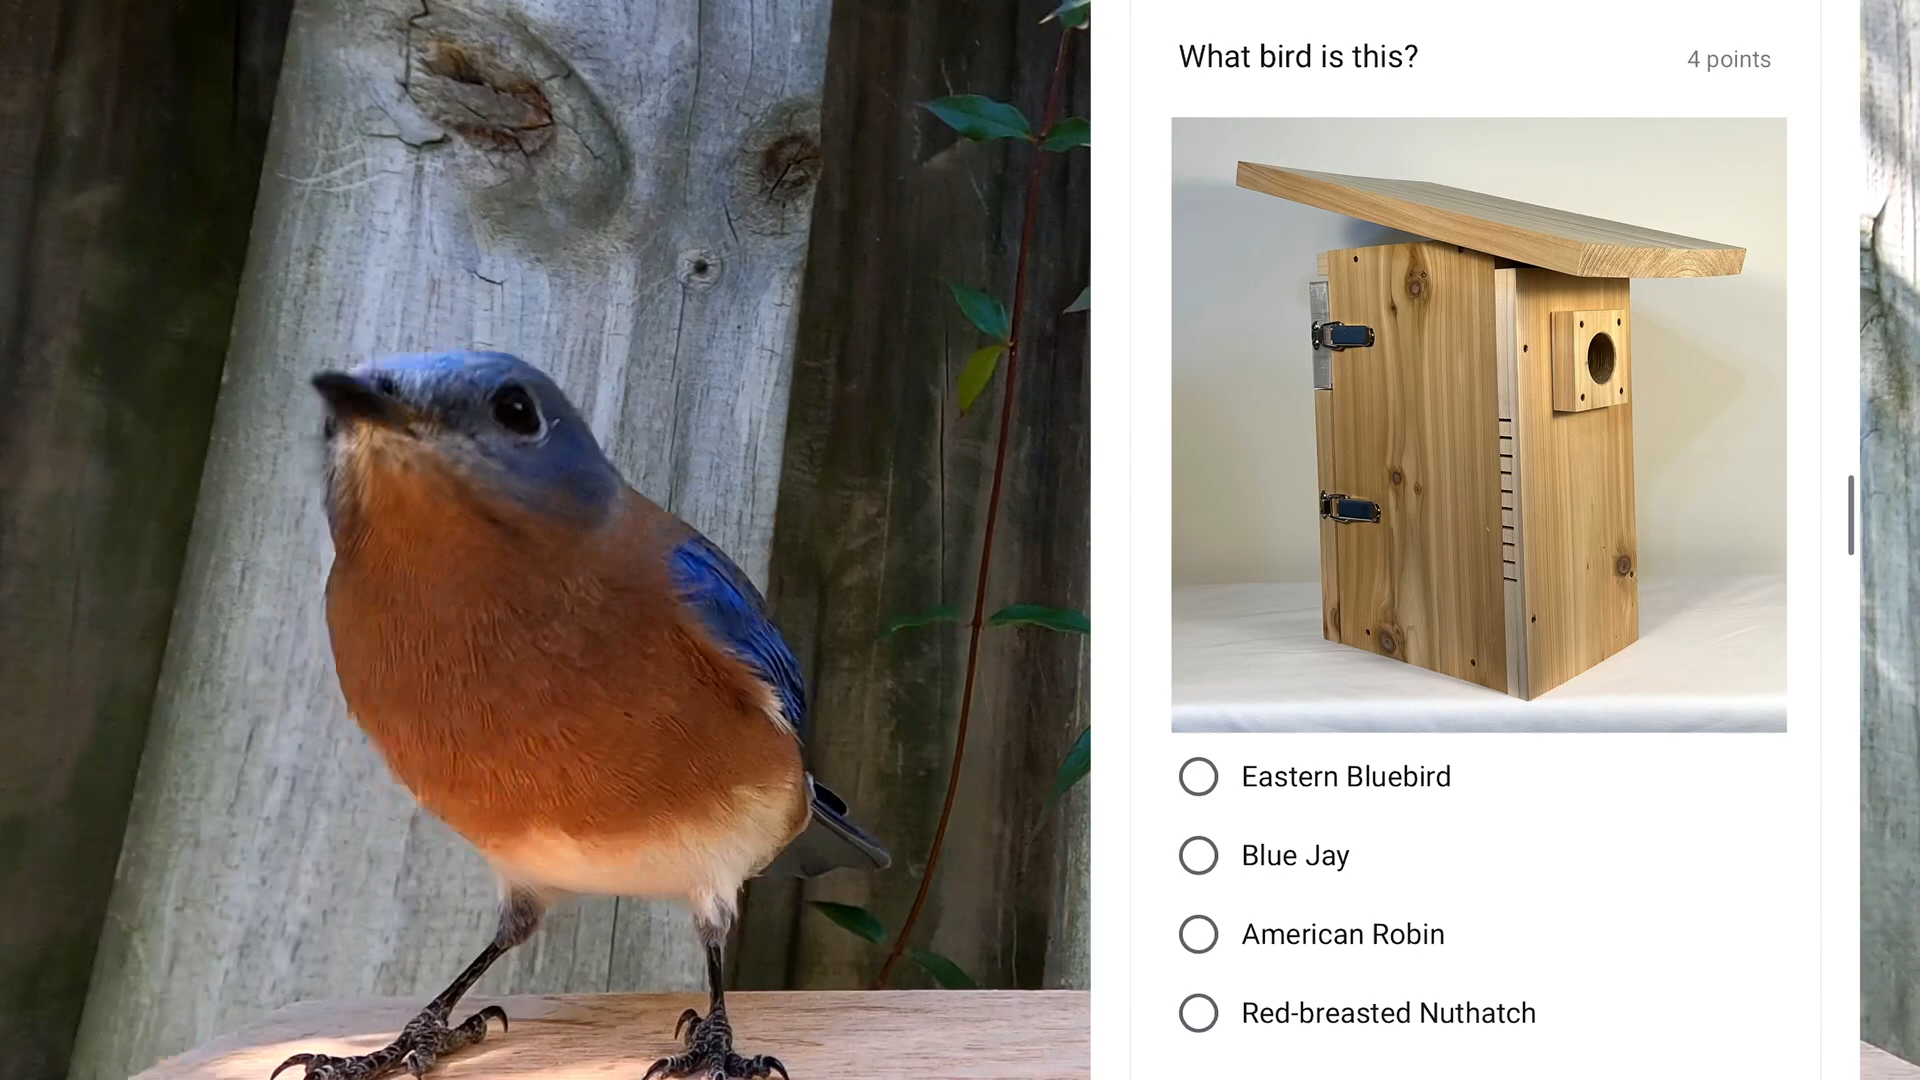 What bird is this?
4 points
Eastern Bluebird
Blue Jay
American Robin
Red-breasted Nuthatch